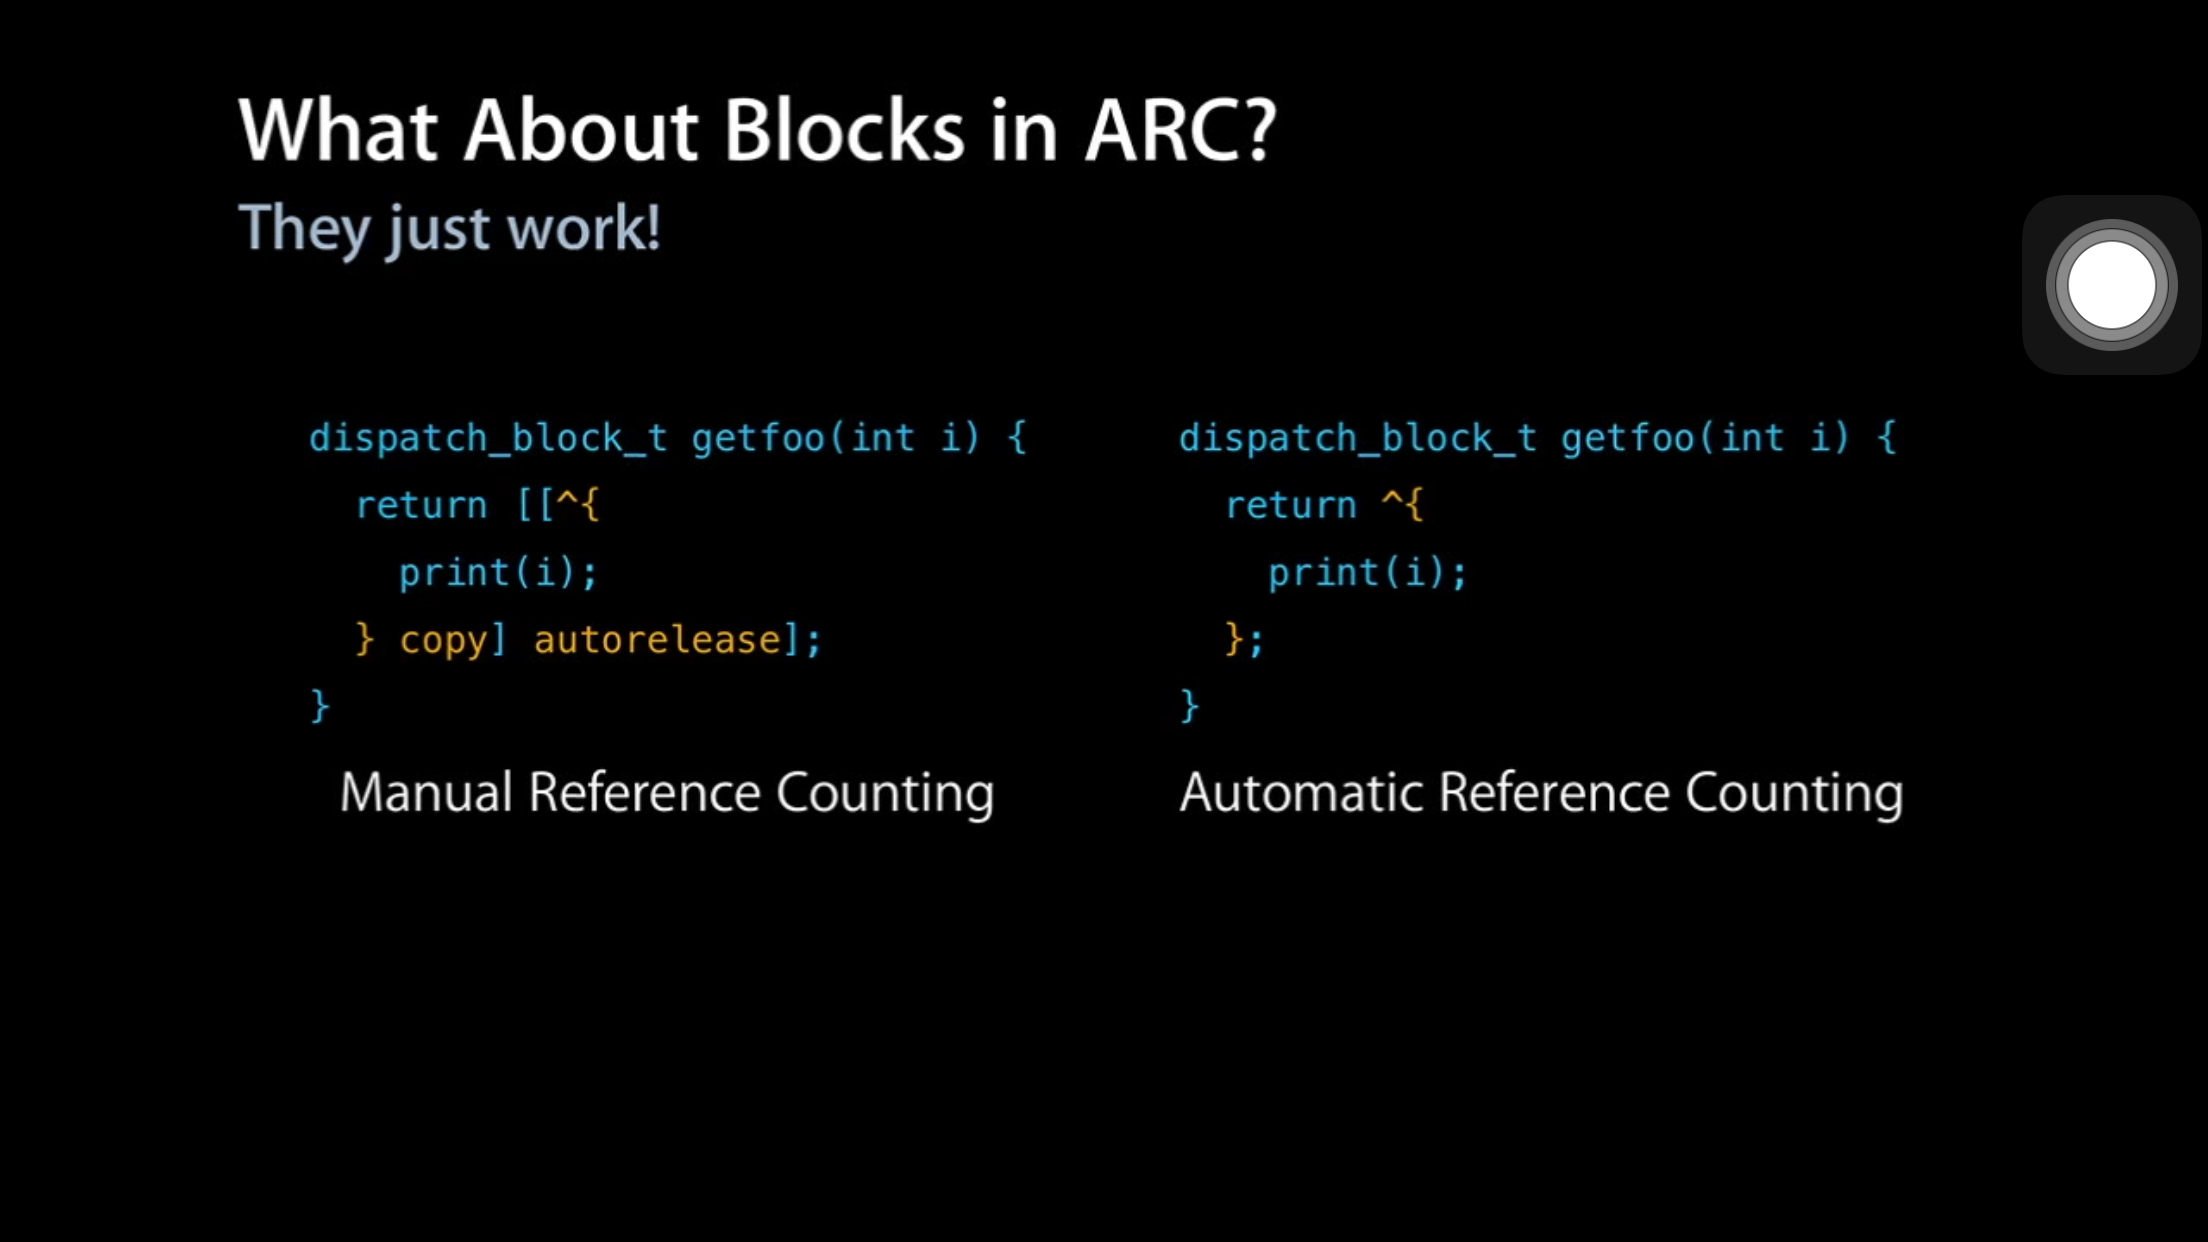 What About Blocks in ARC?
They just work!
dispatch_block_t getfoo(int i) {
  return [[^{
    print(i);
  } copy] autorelease];
}
Manual Reference Counting
dispatch_block_t getfoo(int i) {
  return ^{
    print(i);
  };
}
Automatic Reference Counting